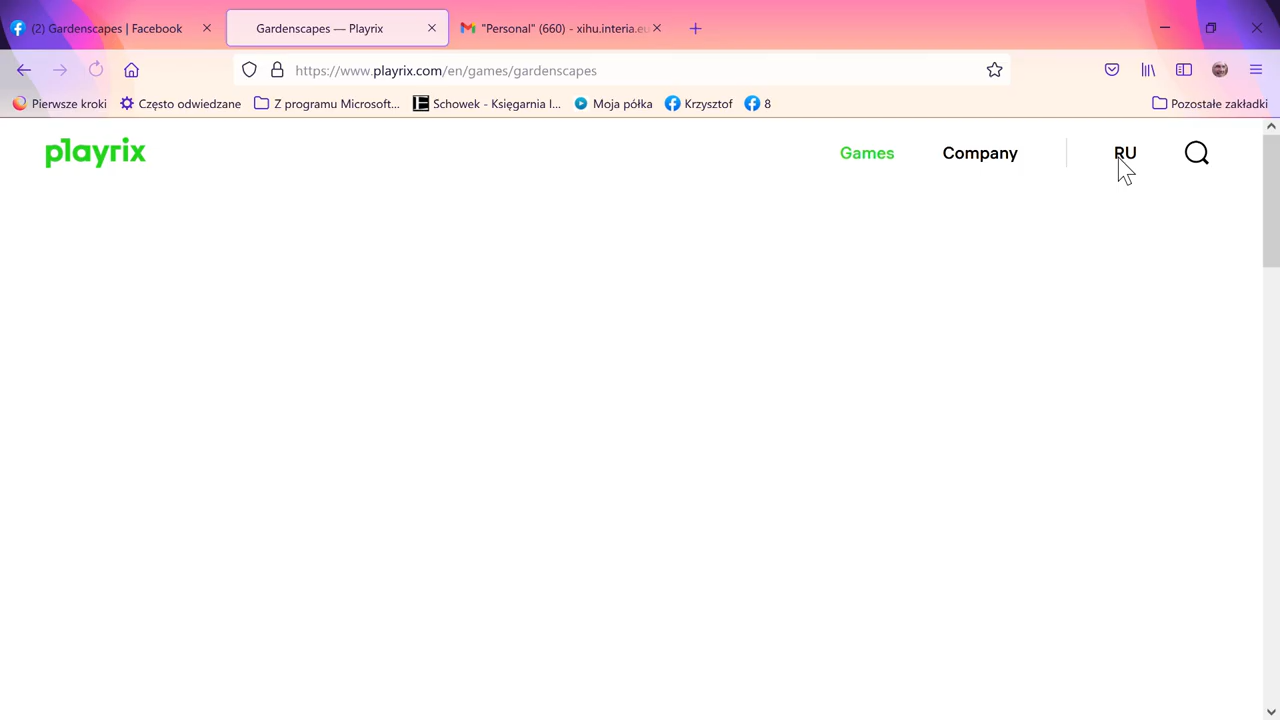 (2) Gardenscapes | Facebook
Gardenscapes — Playrix
"Personal" (660) - xihu.interia.eu
https://www.playrix.com/en/games/gardenscapes
Pierwsze kroki
Często odwiedzane
Z programu Microsoft...
Schowek - Księgarnia I...
Moja półka
Krzysztof
8
Pozostałe zakładki
playrix
Games
Company
RU